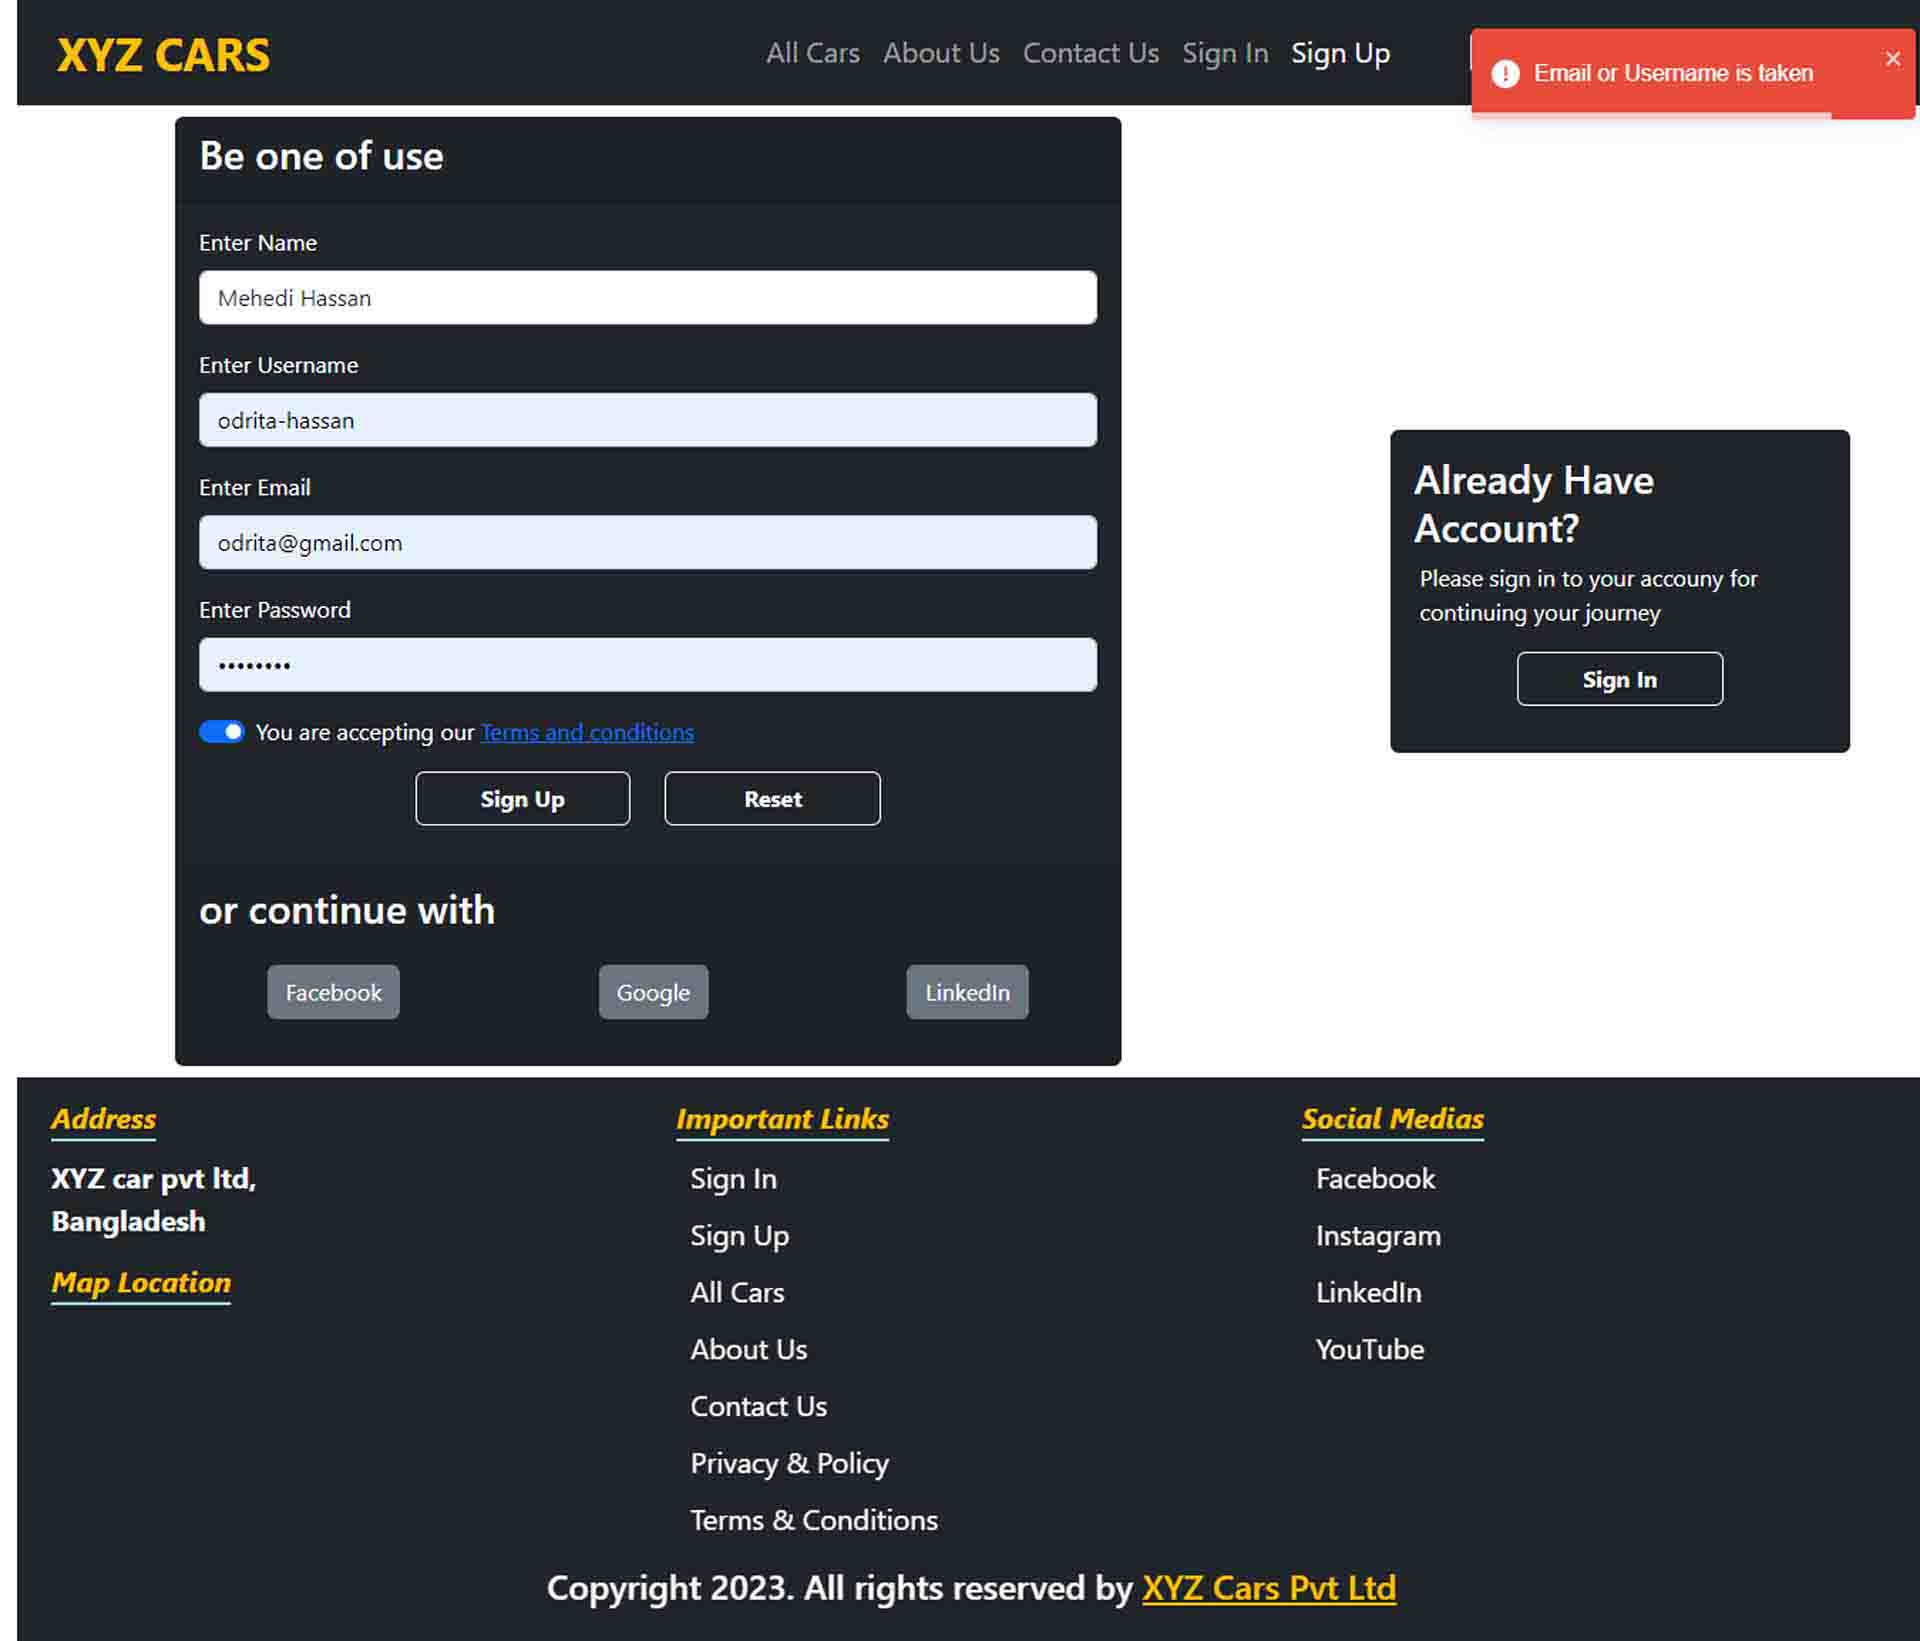 XYZ CARS
All Cars About Us Contact Us Sign In Sign Up
Email or Username is taken
Be one of use
Enter Name
Mehedi Hassan
Enter Username
odrita-hassan
Enter Email
odrita@gmail.com
Enter Password
••••••••
You are accepting our Terms and conditions
Sign Up Reset
or continue with
Facebook Google LinkedIn
Already Have
Account?
Please sign in to your accouny for
continuing your journey
Sign In
Address
XYZ car pvt ltd,
Bangladesh
Map Location
Important Links
Sign In
Sign Up
All Cars
About Us
Contact Us
Privacy & Policy
Terms & Conditions
Social Medias
Facebook
Instagram
LinkedIn
YouTube
Copyright 2023. All rights reserved by XYZ Cars Pvt Ltd